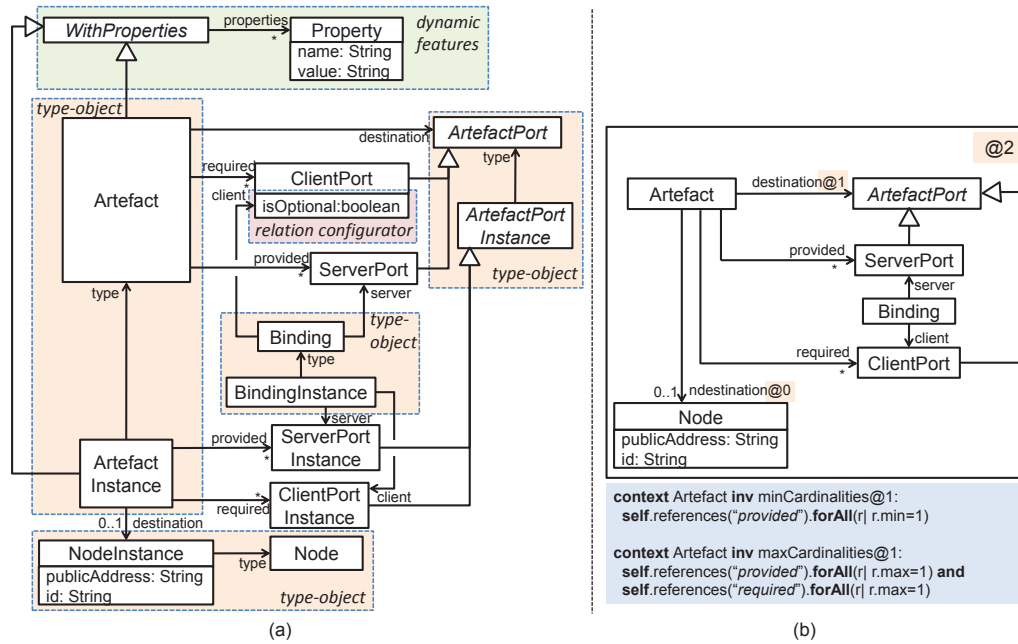 WithProperties
properties
*
Property
name: String
value: String
dynamic
features
type-object
Artefact
destination
ArtefactPort
type
required
*
ClientPort
isOptional:boolean
relation configurator
client
ArtefactPort
Instance
type-object
provided
*
ServerPort
server
type
type-
object
Binding
type
BindingInstance
server
provided
*
ServerPort
Instance
Artefact
Instance
*
required
ClientPort
Instance
client
0..1
destination
NodeInstance
publicAddress: String
id: String
type
Node
type-object
(a)
@2
Artefact
destination@1
ArtefactPort
provided
*
ServerPort
server
Binding
client
required
*
ClientPort
0..1
ndestination@0
Node
publicAddress: String
id: String
context Artefact inv minCardinalities@1:
self.references(“provided”).forAll(r| r.min=1)
context Artefact inv maxCardinalities@1:
self.references(“provided”).forAll(r| r.max=1) and
self.references(“required”).forAll(r| r.max=1)
(b)